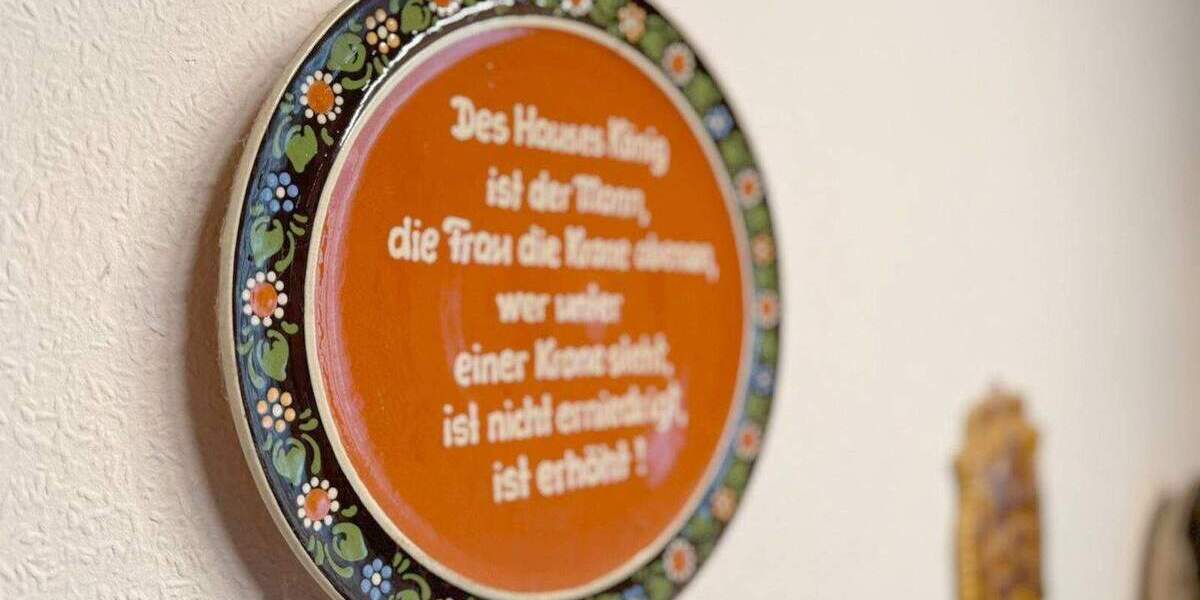 Des Hauses König
ist der Mann,
die Frau die Krone obenan,
wer unter
einer Krone steht,
ist nicht erniedrigt,
ist erhöht!